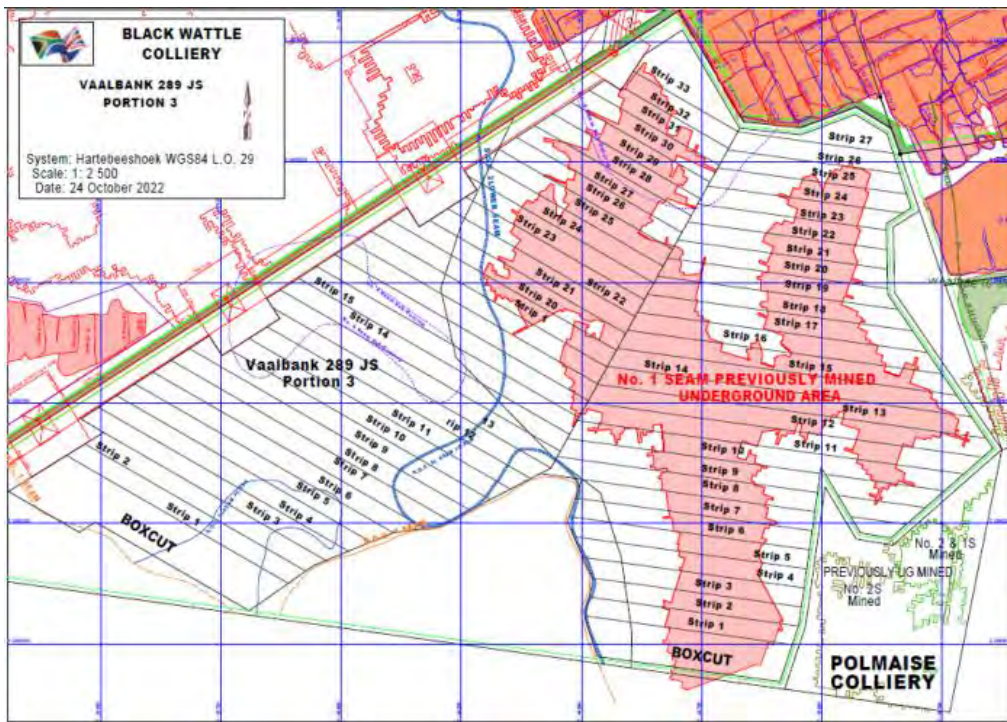 BLACK WATTLE
COLLIERY
VAALBANK 289 JS
PORTION 3
System: Hartebeeshoek WGS84 L.O. 29
Scale: 1: 2 500
Date: 24 October 2022
Strip 33
Strip 32
Strip 31
Strip 30
Strip 29
Strip 28
Strip 27
Strip 26
Strip 25
Strip 24
Strip 23
Strip 22
Strip 21
Strip 20
Strip 15
Strip 14
Vaalbank 289 JS
Portion 3
13
rip 12
Strip 11
Strip 10
Strip 9
Strip 8
Strip 7
Strip 6
Strip 5
Strip 4
Strip 3
Strip 2
Strip 1
BOXCUT
Strip 27
Strip 26
Strip 25
Strip 24
Strip 23
Strip 22
Strip 21
Strip 20
Strip 19
Strip 18
Strip 17
Strip 16
Strip 15
Strip 14
No. 1 SEAM PREVIOUSLY MINED
UNDERGROUND AREA
Strip 13
Strip 12
Strip 11
Strip 10
Strip 9
Strip 8
Strip 7
Strip 6
Strip 5
Strip 4
Strip 3
Strip 2
Strip 1
BOXCUT
No. 2 & 1S
Mined
PREVIOUSLY UG MINED
No. 2S
Mined
POLMAISE
COLLIERY